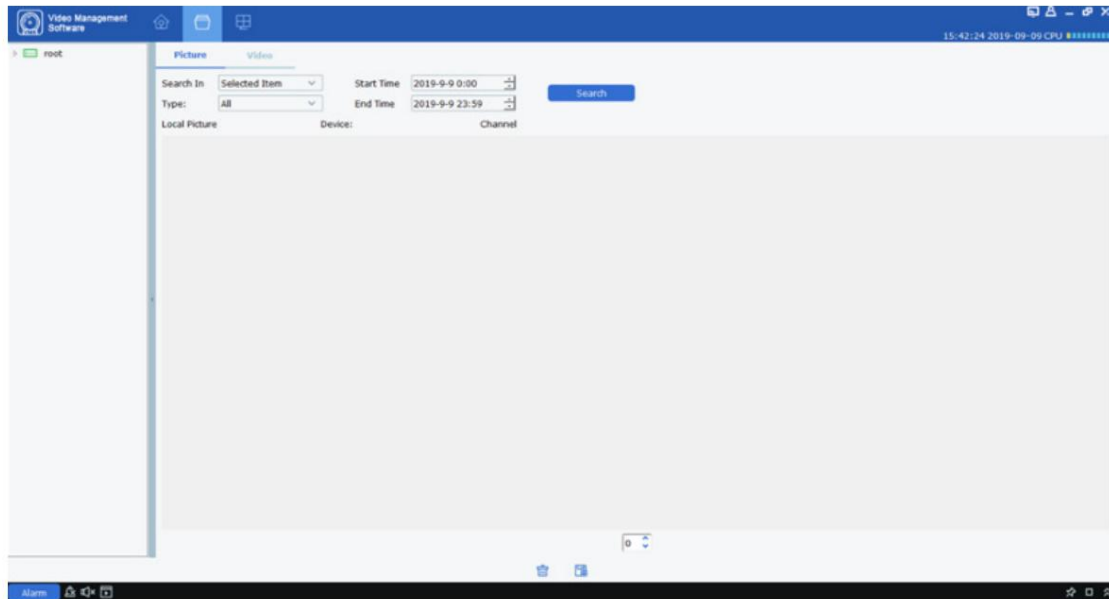 Video Management
Software
15:42:24 2019-09-09 CPU
root
Picture Video
Search In Selected Item Start Time 2019-9-9 0:00
Search
Type: All End Time 2019-9-9 23:59
Local Picture Device: Channel
0
Alarm